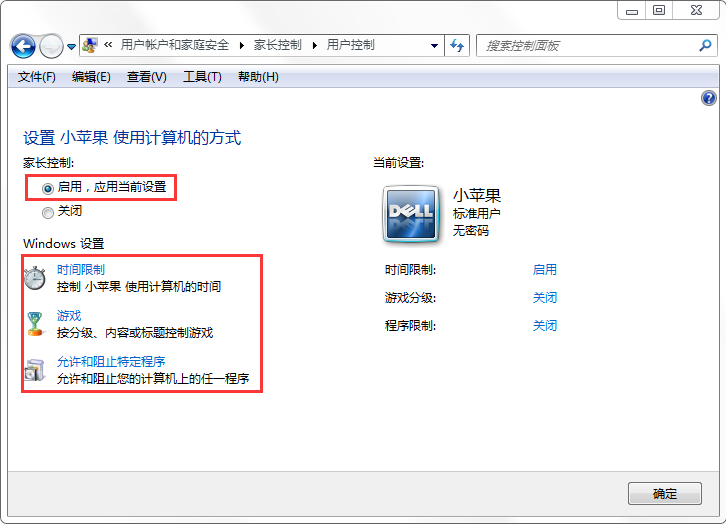 « 用户帐户和家庭安全 ▸ 家长控制 ▸ 用户控制
搜索控制面板
文件(F) 编辑(E) 查看(V) 工具(T) 帮助(H)
设置 小苹果 使用计算机的方式
家长控制:
启用，应用当前设置
关闭
Windows 设置
时间限制
控制 小苹果 使用计算机的时间
游戏
按分级、内容或标题控制游戏
允许和阻止特定程序
允许和阻止您的计算机上的任一程序
当前设置:
DELL
小苹果
标准用户
无密码
时间限制: 启用
游戏分级: 关闭
程序限制: 关闭
确定